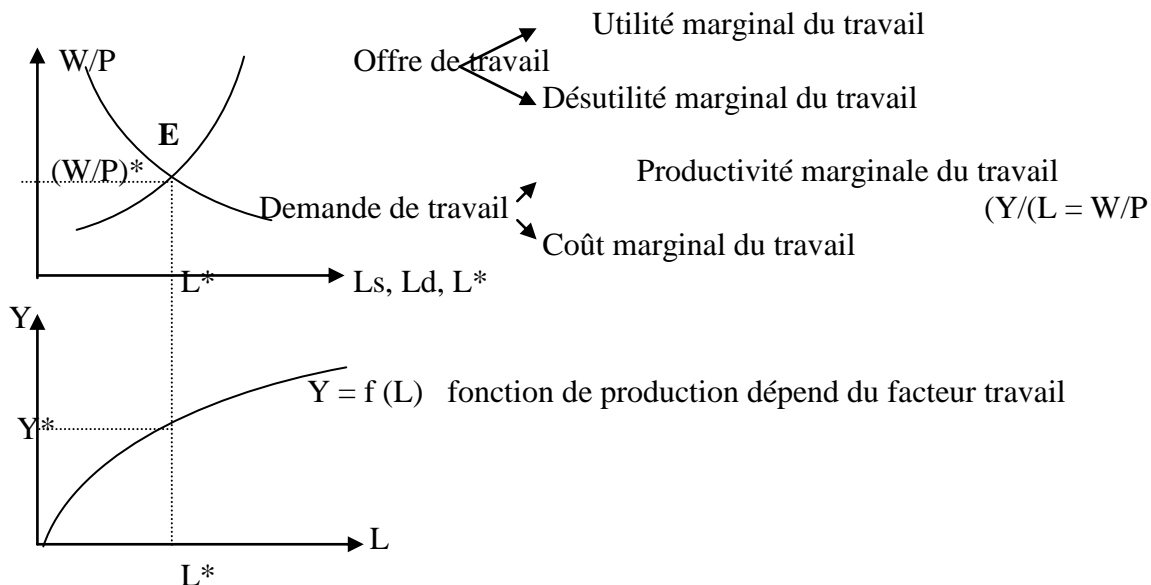 Utilité marginal du travail
W/P
Offre de travail
Désutilité marginal du travail
E
(W/P)*
Productivité marginale du travail
Demande de travail
(Y/(L = W/P
Coût marginal du travail
L*
Ls, Ld, L*
Y
Y = f (L) fonction de production dépend du facteur travail
Y*
L
L*